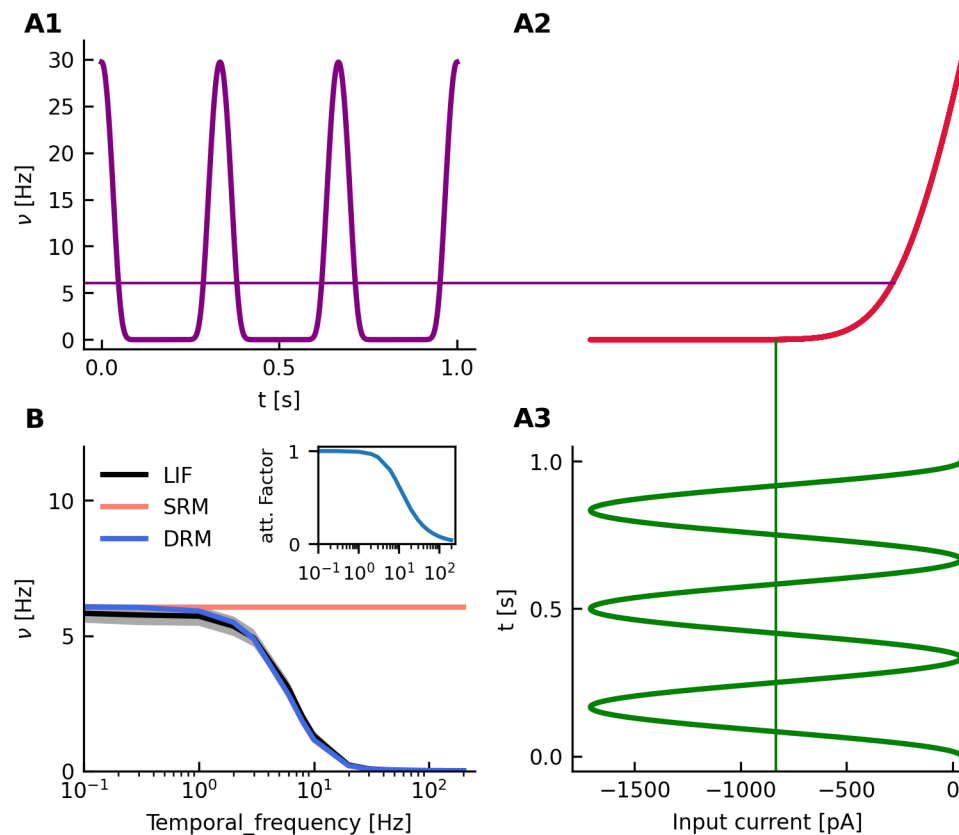 A1
A2
30
25
20
15
10
5
0
ν [Hz]
0.0
0.5
1.0
t [s]
B
A3
LIF
SRM
DRM
10
5
0
ν [Hz]
10⁻¹
10⁰
10¹
10²
Temporal_frequency [Hz]
1
0
att. Factor
10⁻¹
10⁰
10¹
10²
1.0
0.5
0.0
t [s]
−1500
−1000
−500
0
Input current [pA]